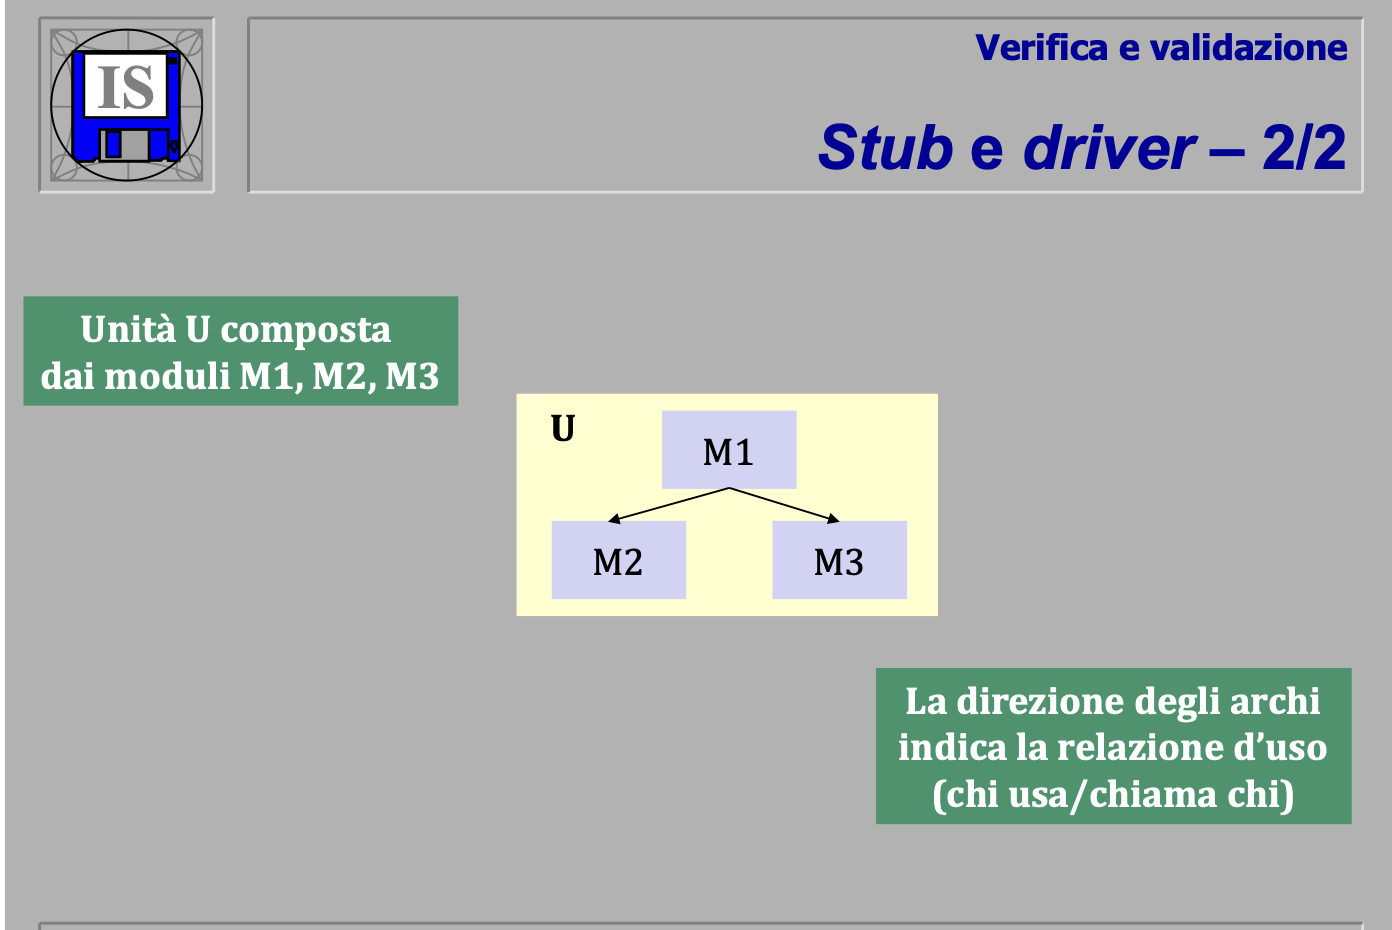 IS
Verifica e validazione
Stub e driver – 2/2
Unità U composta
dai moduli M1, M2, M3
U
M1
M2
M3
La direzione degli archi
indica la relazione d’uso
(chi usa/chiama chi)